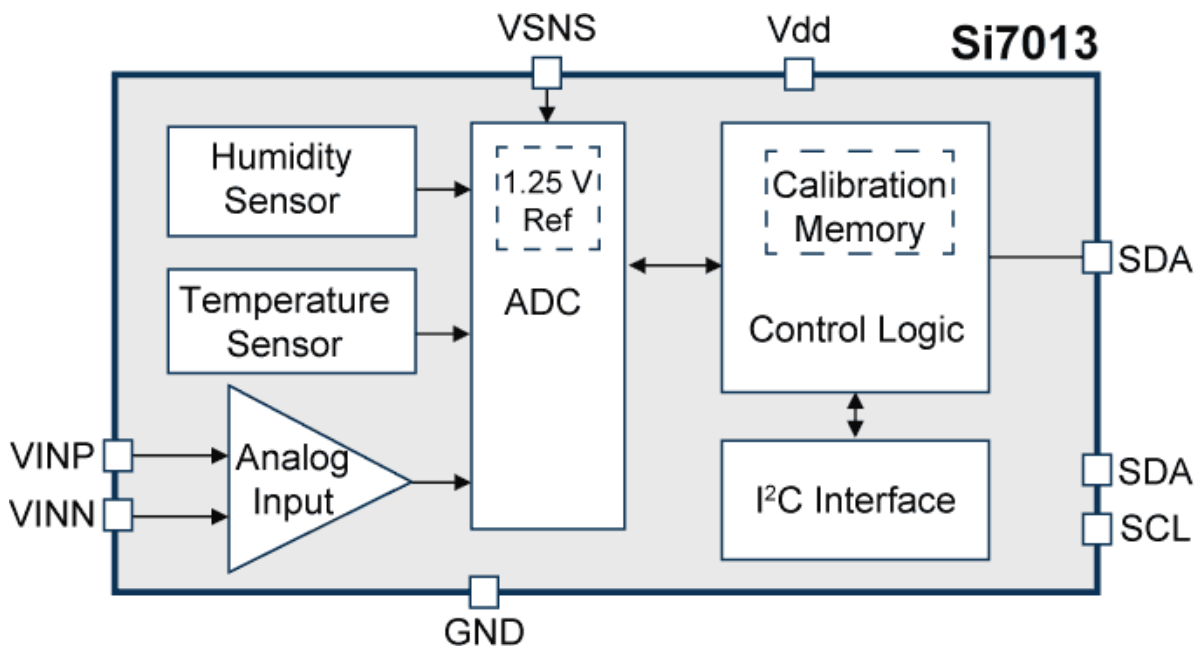 VSNS
Vdd
Si7013
Humidity
Sensor
1.25 V
Ref
ADC
Calibration
Memory
Control Logic
SDA
Temperature
Sensor
VINP
VINN
Analog
Input
I²C Interface
SDA
SCL
GND